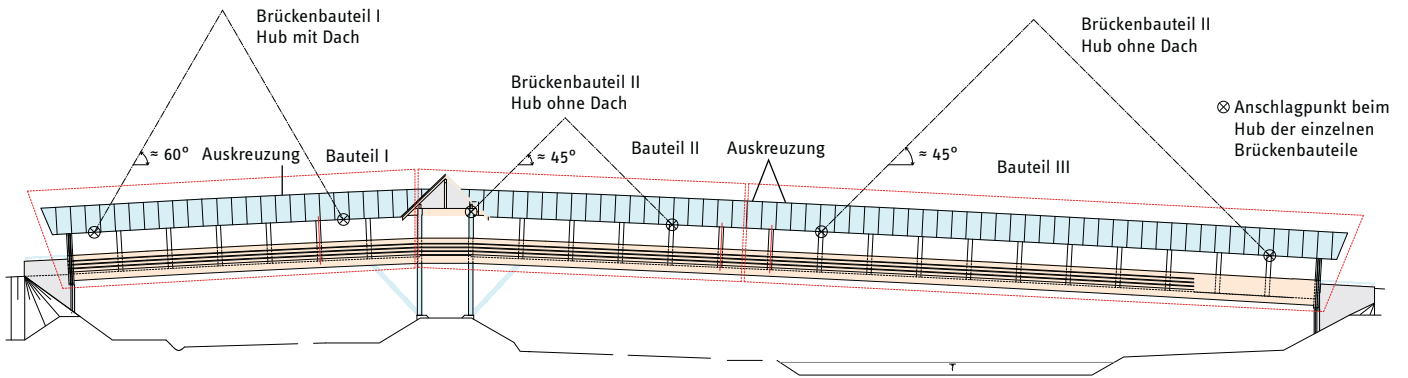 Brückenbauteil I
Hub mit Dach
Brückenbauteil II
Hub ohne Dach
Brückenbauteil II
Hub ohne Dach
Anschlagpunkt beim
Hub der einzelnen
Brückenbauteile
≈ 60°
Auskreuzung
Bauteil I
≈ 45°
Bauteil II
Auskreuzung
≈ 45°
Bauteil III